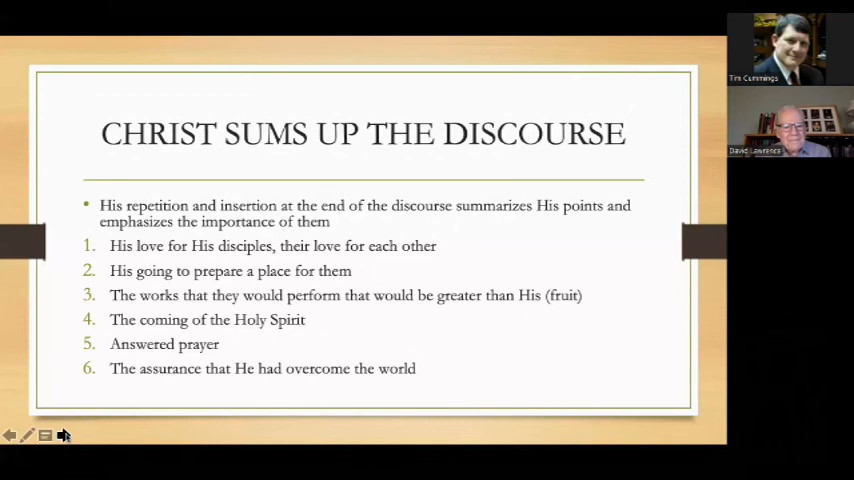 CHRIST SUMS UP THE DISCOURSE
• His repetition and insertion at the end of the discourse summarizes His points and
emphasizes the importance of them
1. His love for His disciples, their love for each other
2. His going to prepare a place for them
3. The works that they would perform that would be greater than His (fruit)
4. The coming of the Holy Spirit
5. Answered prayer
6. The assurance that He had overcome the world
Tim Cummings
David Lawrence